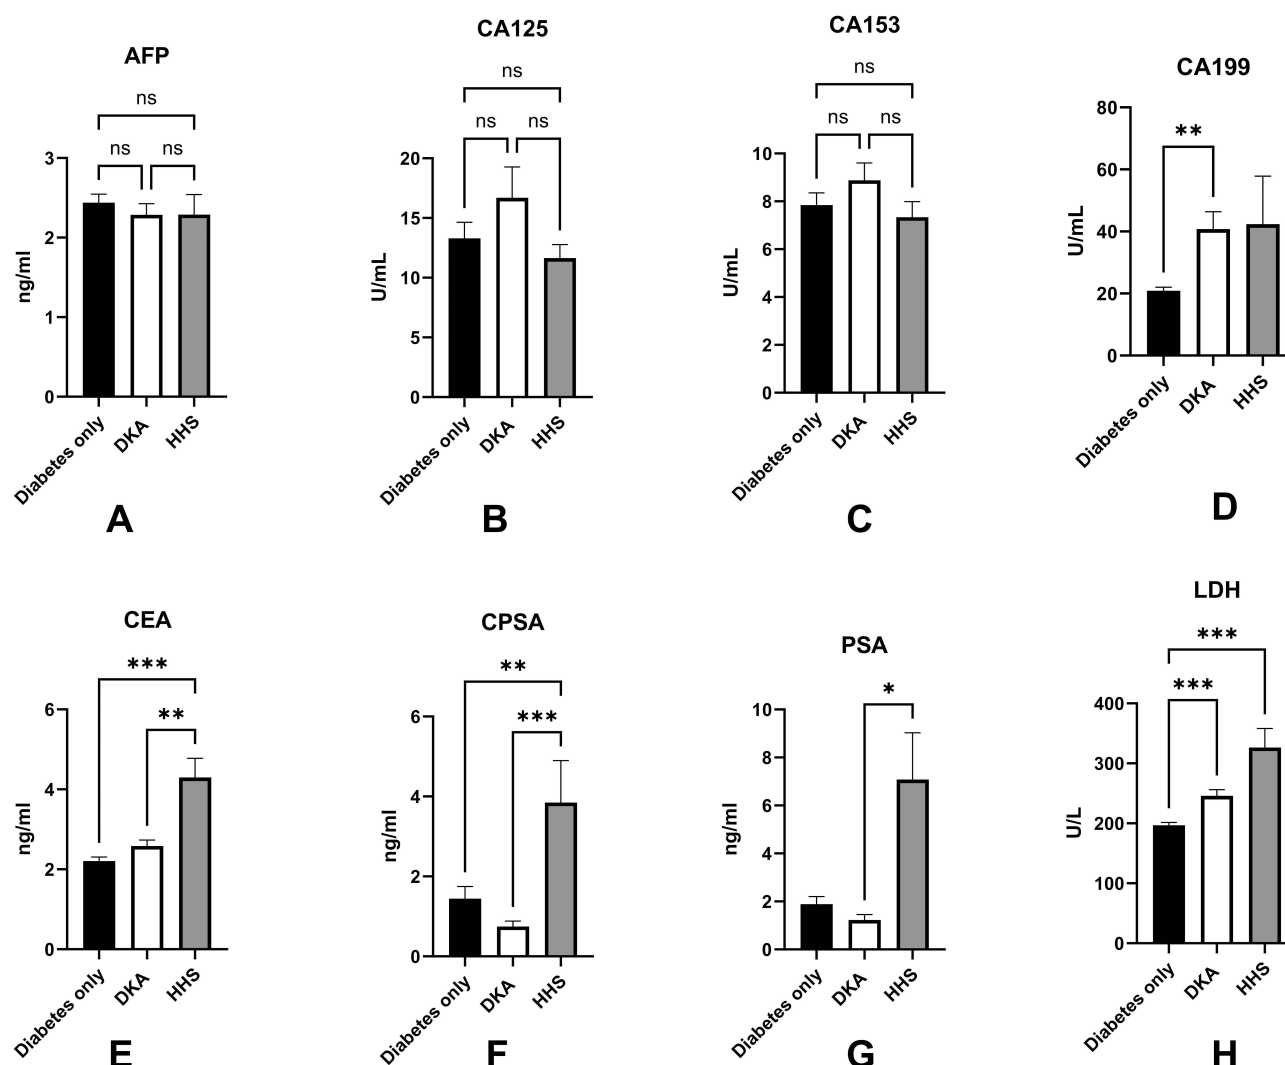 AFP
ns
ns ns
3
2
1
0
ng/ml
Diabetes only
DKA
HHS
A
CA125
ns
ns ns
20
15
10
5
0
U/mL
Diabetes only
DKA
HHS
B
CA153
ns
ns ns
10
8
6
4
2
0
U/mL
Diabetes only
DKA
HHS
C
CA199
**
80
60
40
20
0
U/mL
Diabetes only
DKA
HHS
D
CEA
***
**
6
4
2
0
ng/ml
Diabetes only
DKA
HHS
E
CPSA
**
***
6
4
2
0
ng/ml
Diabetes only
DKA
HHS
F
PSA
*
10
8
6
4
2
0
ng/ml
Diabetes only
DKA
HHS
G
LDH
***
***
400
300
200
100
0
U/L
Diabetes only
DKA
HHS
H